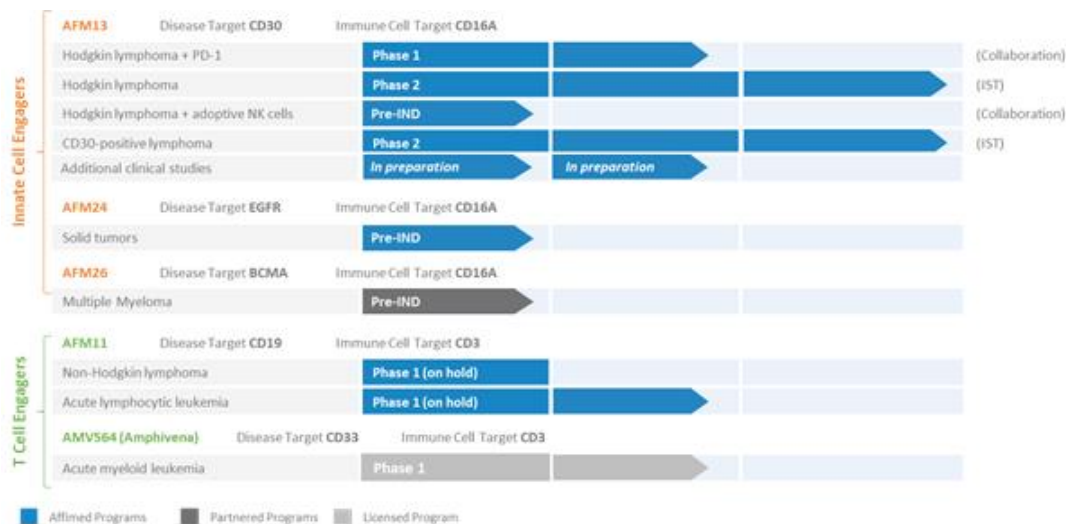 Innate Cell Engagers
AFM13 Disease Target CD30 Immune Cell Target CD16A
Hodgkin lymphoma + PD-1 Phase 1 (Collaboration)
Hodgkin lymphoma Phase 2 (IST)
Hodgkin lymphoma + adoptive NK cells Pre-IND (Collaboration)
CD30-positive lymphoma Phase 2 (IST)
Additional clinical studies In preparation In preparation
AFM24 Disease Target EGFR Immune Cell Target CD16A
Solid tumors Pre-IND
AFM26 Disease Target BCMA Immune Cell Target CD16A
Multiple Myeloma Pre-IND
T Cell Engagers
AFM11 Disease Target CD19 Immune Cell Target CD3
Non-Hodgkin lymphoma Phase 1 (on hold)
Acute lymphocytic leukemia Phase 1 (on hold)
AMV564 (Amphivena) Disease Target CD33 Immune Cell Target CD3
Acute myeloid leukemia Phase 1
Affimed Programs Partnered Programs Licensed Program